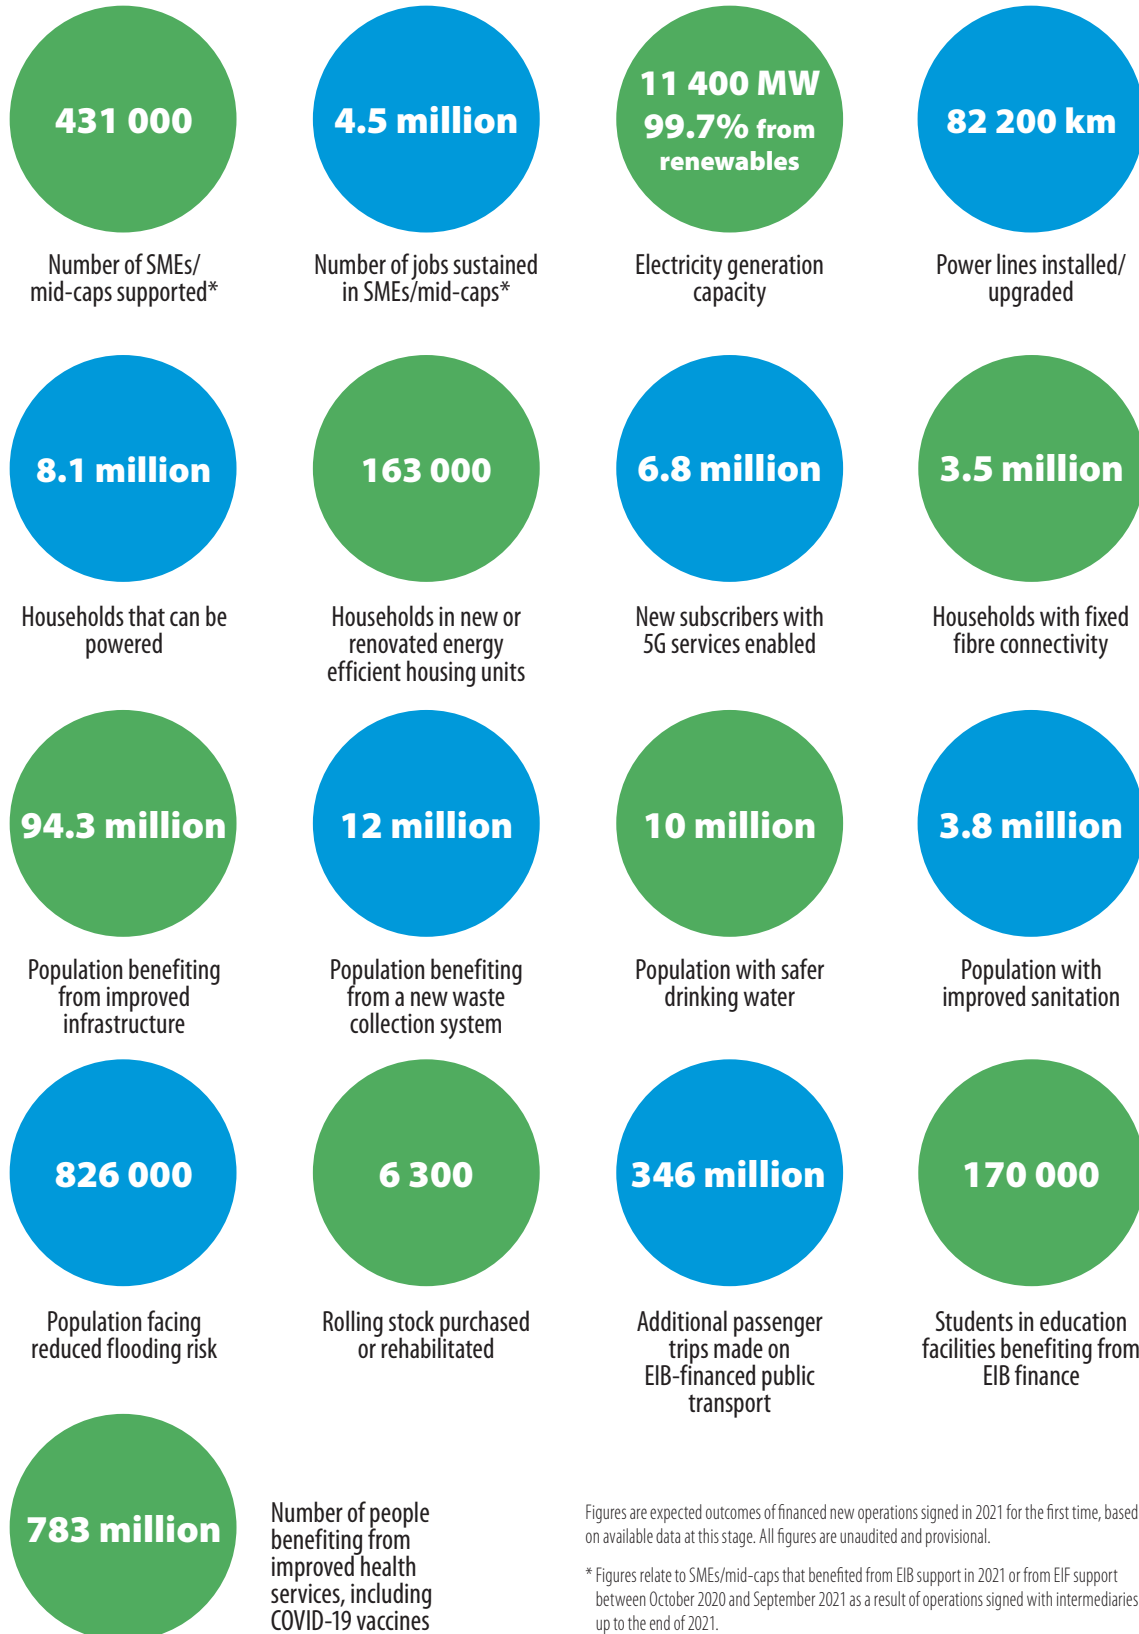 431 000
Number of SMEs/
mid-caps supported*
4.5 million
Number of jobs sustained
in SMEs/mid-caps*
11 400 MW
99.7% from
renewables
Electricity generation
capacity
82 200 km
Power lines installed/
upgraded
8.1 million
Households that can be
powered
163 000
Households in new or
renovated energy
efficient housing units
6.8 million
New subscribers with
5G services enabled
3.5 million
Households with fixed
fibre connectivity
94.3 million
Population benefiting
from improved
infrastructure
12 million
Population benefiting
from a new waste
collection system
10 million
Population with safer
drinking water
3.8 million
Population with
improved sanitation
826 000
Population facing
reduced flooding risk
6 300
Rolling stock purchased
or rehabilitated
346 million
Additional passenger
trips made on
EIB-financed public
transport
170 000
Students in education
facilities benefiting from
EIB finance
783 million
Number of people
benefiting from
improved health
services, including
COVID-19 vaccines
Figures are expected outcomes of financed new operations signed in 2021 for the first time, based
on available data at this stage. All figures are unaudited and provisional.
* Figures relate to SMEs/mid-caps that benefited from EIB support in 2021 or from EIF support
between October 2020 and September 2021 as a result of operations signed with intermediaries
up to the end of 2021.